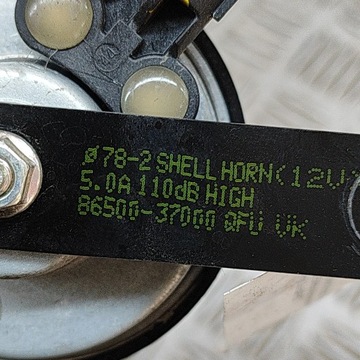 ø78-2 SHELL HORN(12V)
5.0A 110dB HIGH
86500-37000 QFU UK